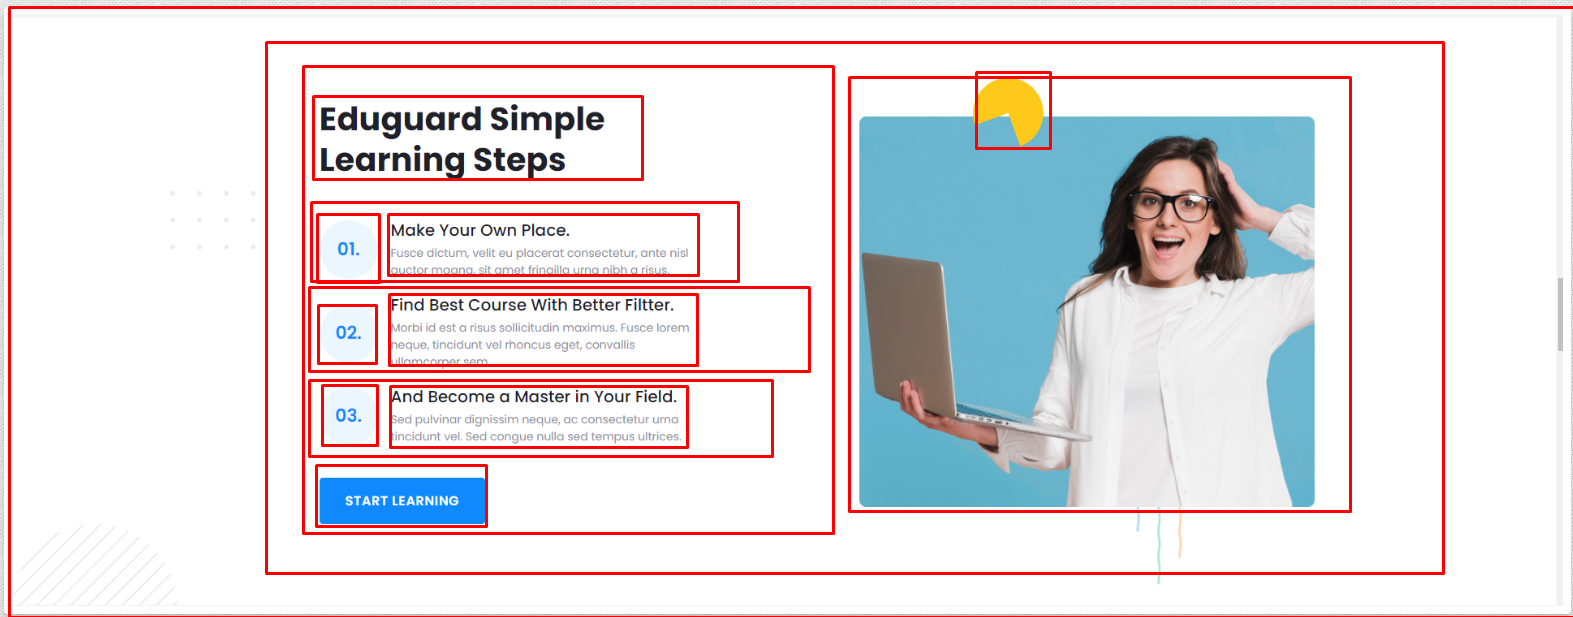 Eduguard Simple
Learning Steps
01.
Make Your Own Place.
Fusce dictum, velit eu placerat consectetur, ante nisl
auctor magna, sit amet fringilla urna nibh a risus.
02.
Find Best Course With Better Filtter.
Morbi id est a risus sollicitudin maximus. Fusce lorem
neque, tincidunt vel rhoncus eget, convallis
ullamcorper sem.
03.
And Become a Master in Your Field.
Sed pulvinar dignissim neque, ac consectetur urna
tincidunt vel. Sed congue nulla sed tempus ultrices.
START LEARNING